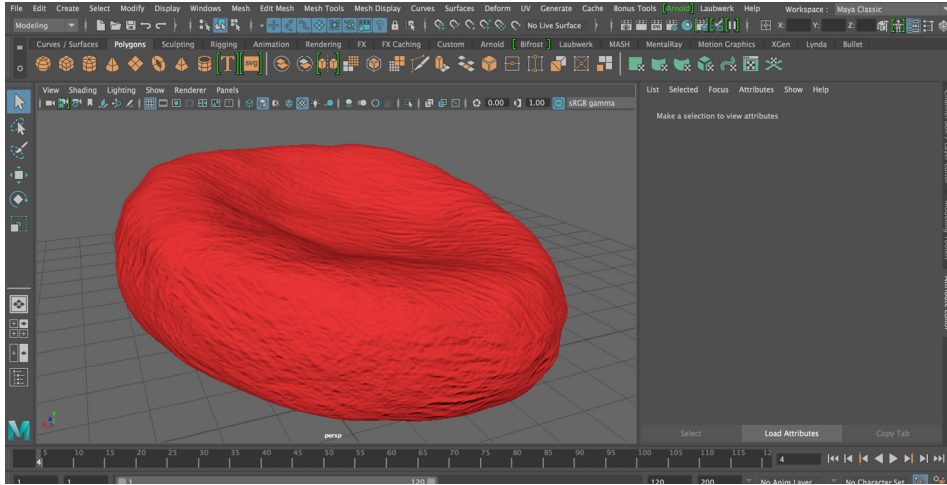 File Edit Create Select Modify Display Windows Mesh Edit Mesh Mesh Tools Mesh Display Curves Surfaces Deform UV Generate Cache Bonus Tools [Arnold] Laubwerk Help Workspace : Maya Classic
Modeling No Live Surface X: Y: Z:
Curves / Surfaces Polygons Sculpting Rigging Animation Rendering FX FX Caching Custom Arnold [ Bifrost ] Laubwerk MASH MentalRay Motion Graphics XGen Lynda Bullet
T SVG
View Shading Lighting Show Renderer Panels
0.00 1.00 sRGB gamma
List Selected Focus Attributes Show Help
Make a selection to view attributes
persp
Select Load Attributes Copy Tab
M
5 10 15 20 25 30 35 40 45 50 55 60 65 70 75 80 85 90 95 100 105 110 115 12
4 4
1 1 1 120 120 200 No Anim Layer No Character Set